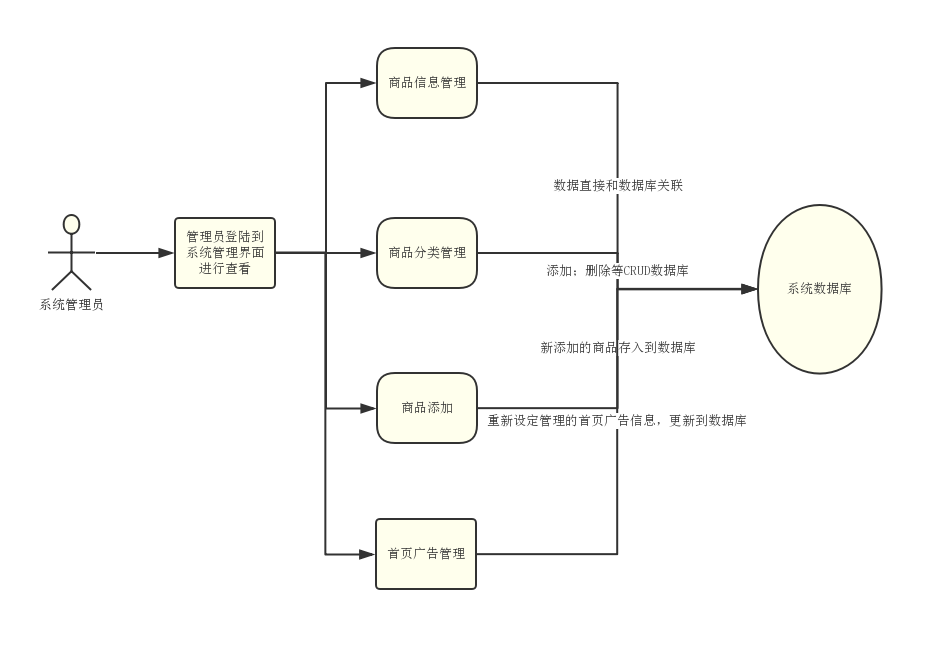 商品信息管理
数据直接和数据库关联
管理员登陆到
系统管理界面
进行查看
商品分类管理
添加；删除等CRUD数据库
系统数据库
系统管理员
新添加的商品存入到数据库
商品添加
重新设定管理的首页广告信息，更新到数据库
首页广告管理